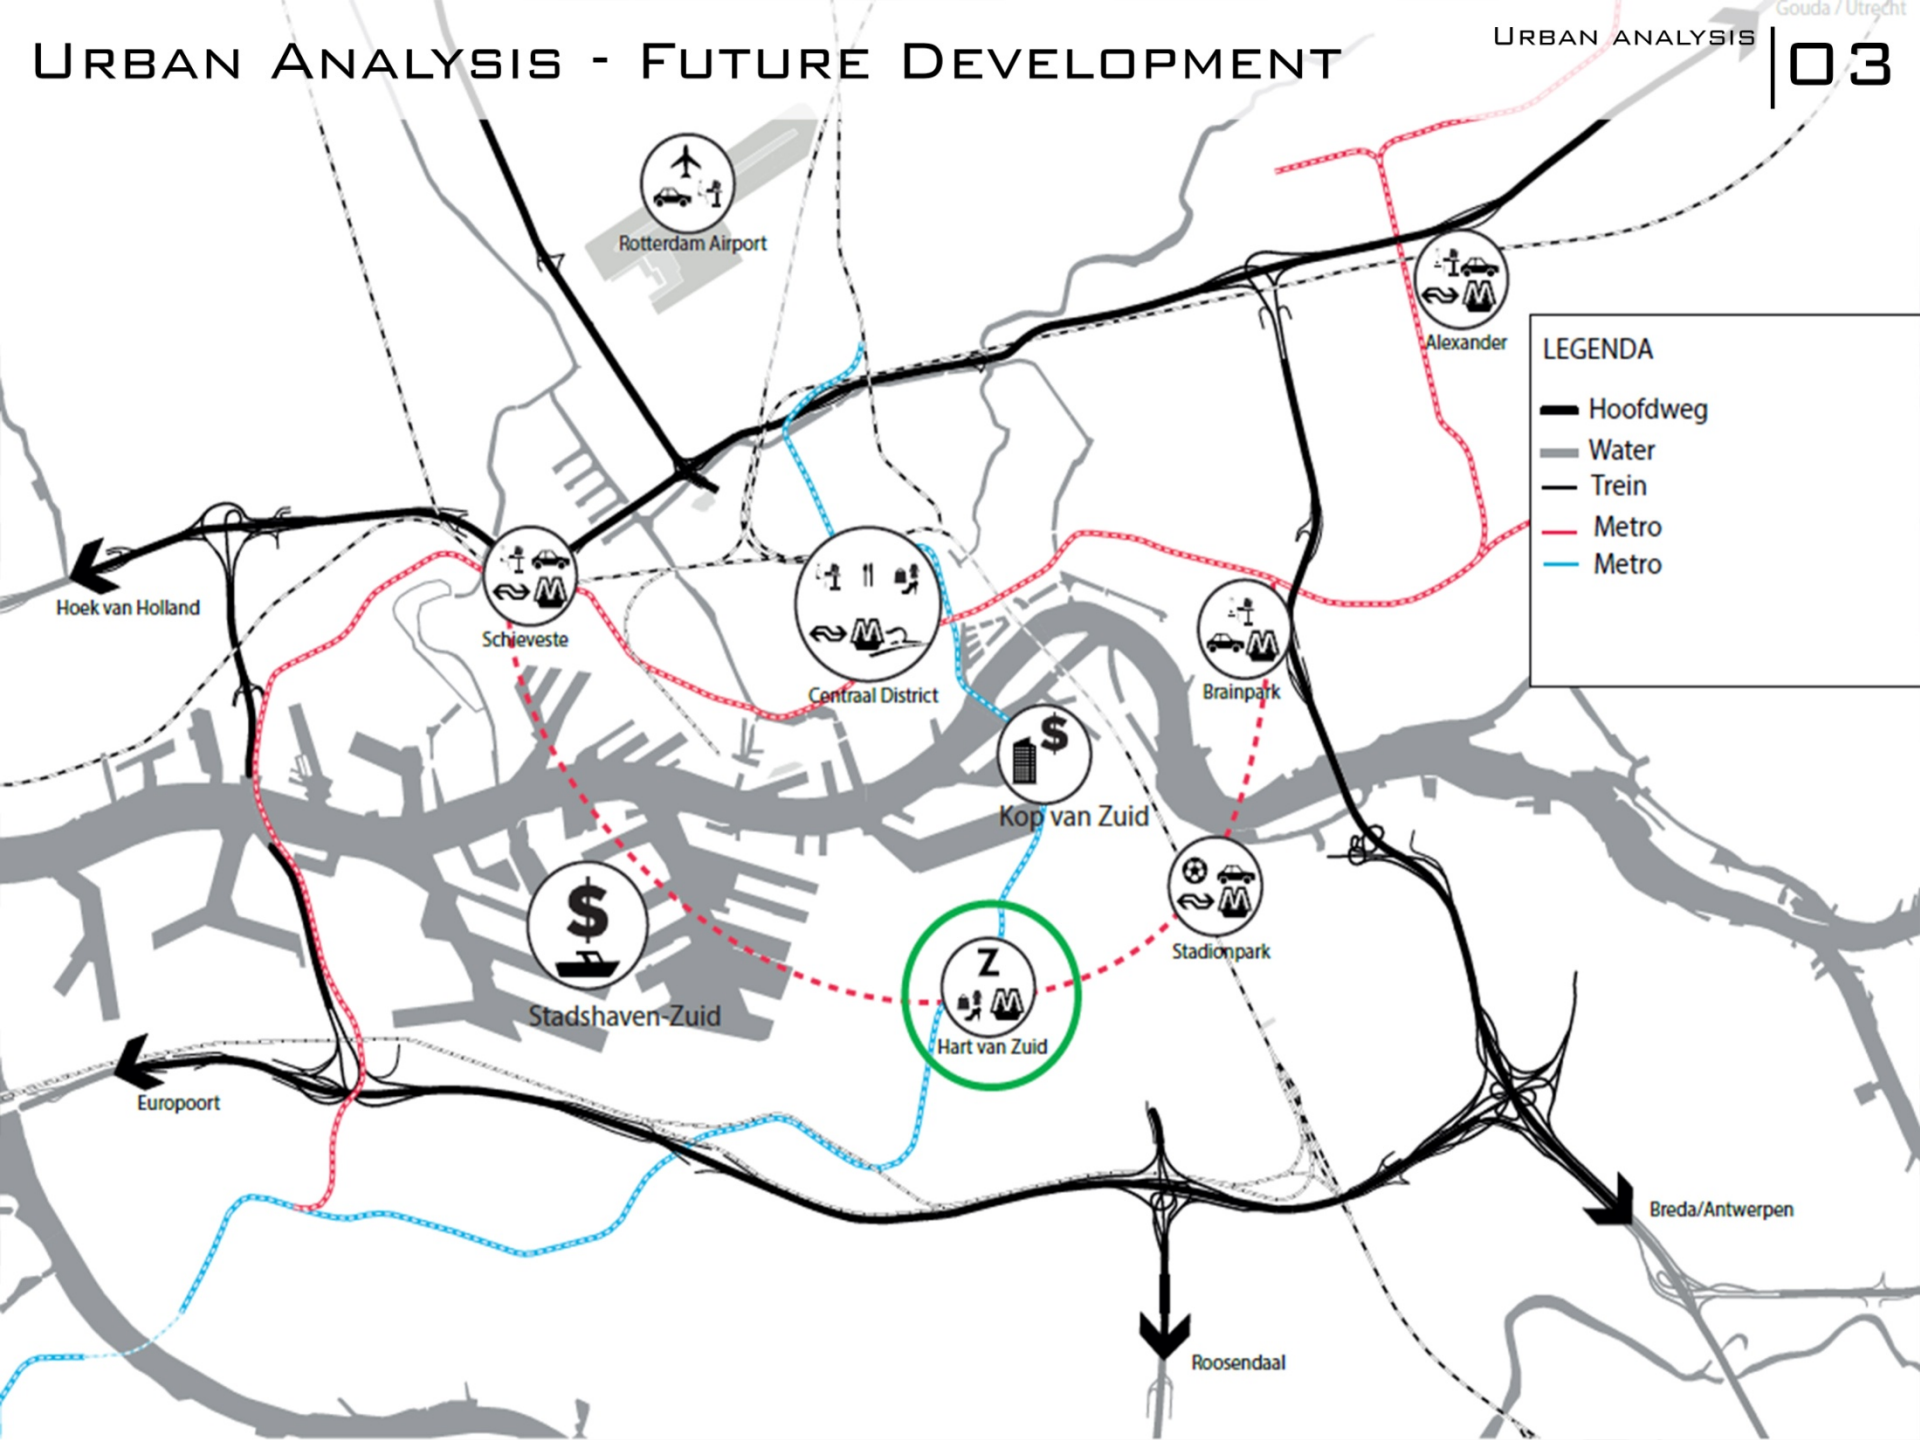 URBAN ANALYSIS - FUTURE DEVELOPMENT
URBAN ANALYSIS
03
Gouda / Utrecht
Rotterdam Airport
Alexander
LEGENDA
Hoofdweg
Water
Trein
Metro
Metro
Hoek van Holland
Schieveste
Centraal District
Brainpark
$
Kop van Zuid
$
Stadshaven-Zuid
Stadionpark
Z
Hart van Zuid
Europoort
Breda/Antwerpen
Roosendaal